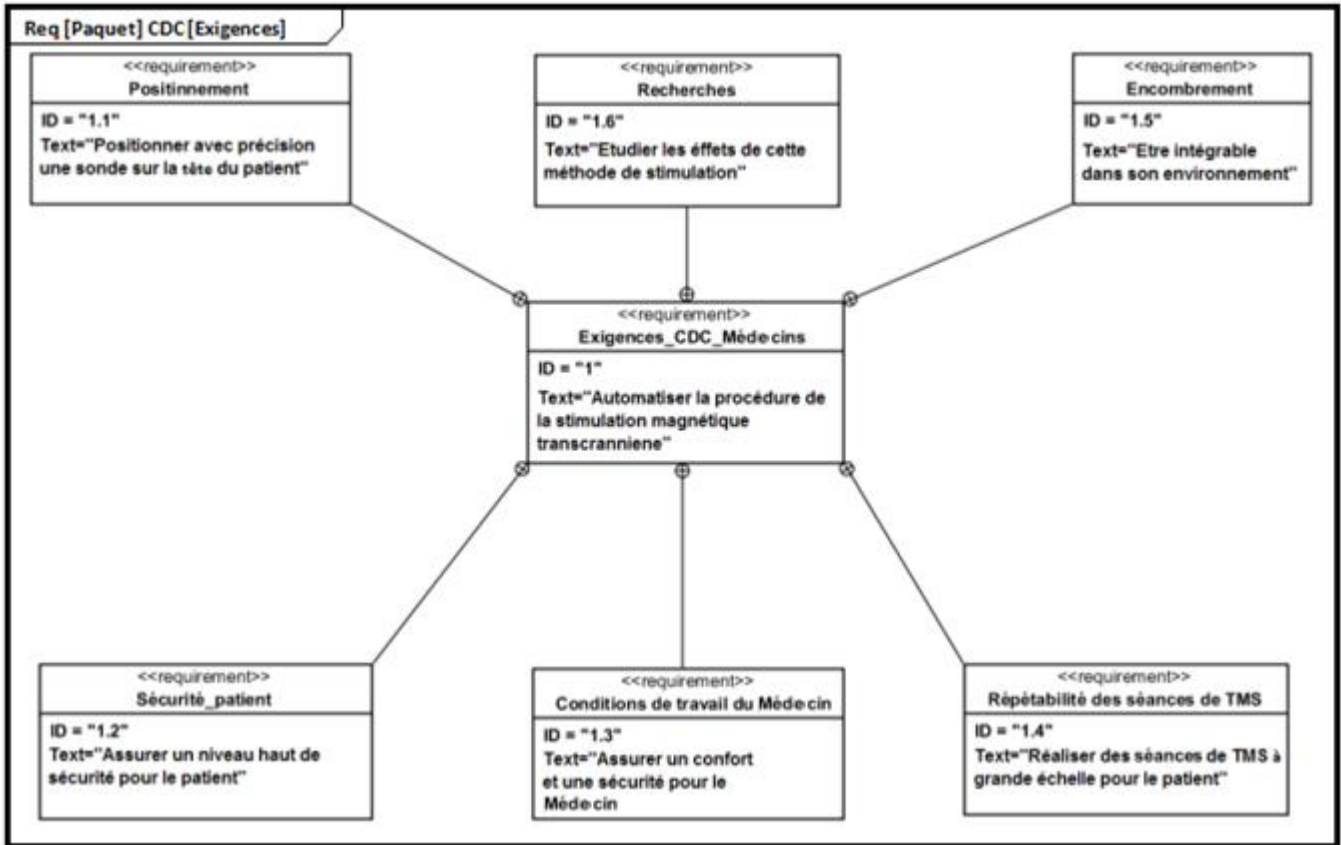 Req [Paquet] CDC[Exigences]
<<requirement>>
Positinnement
ID = "1.1"
Text="Positionner avec précision
une sonde sur la tête du patient"
<<requirement>>
Recherches
ID = "1.6"
Text="Etudier les éffets de cette
méthode de stimulation"
<<requirement>>
Encombrement
ID = "1.5"
Text="Etre intégrable
dans son environnement"
<<requirement>>
Exigences_CDC_Médecins
ID = "1"
Text="Automatiser la procédure de
la stimulation magnétique
transcranniene"
<<requirement>>
Sécurité_patient
ID = "1.2"
Text="Assurer un niveau haut de
sécurité pour le patient"
<<requirement>>
Conditions de travail du Médecin
ID = "1.3"
Text="Assurer un confort
et une sécurité pour le
Médecin
<<requirement>>
Répétabilité des séances de TMS
ID = "1.4"
Text="Réaliser des séances de TMS à
grande échelle pour le patient"